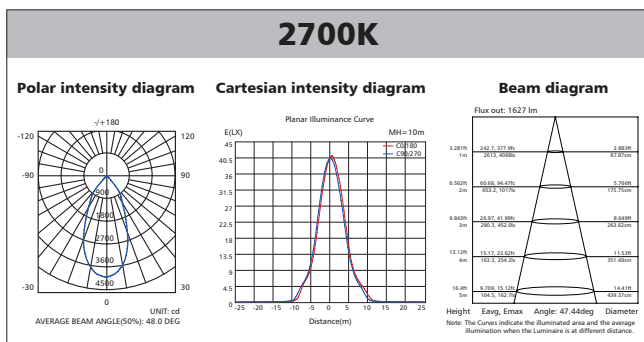 2700K
Polar intensity diagram
Cartesian intensity diagram
Beam diagram
-/+180
-120
120
-90
90
0
900
1800
2700
3600
4500
-30
30
0
UNIT: cd
AVERAGE BEAM ANGLE(50%): 48.0 DEG
Planar Illuminance Curve
E(LX)
MH=10m
C0/180
C90/270
45
40.5
36
31.5
27
22.5
18
13.5
9
4.5
0
-25 -20 -15 -10 -5 0 5 10 15 20 25
Distance(m)
Flux out: 1627 lm
3.281ft 242.7, 377.9fc 2.883ft
1m 2613, 4068lx 87.87cm
6.562ft 60.68, 94.47fc 5.766ft
2m 653.2, 1017lx 175.75cm
9.843ft 26.97, 41.99fc 8.649ft
3m 290.3, 452.0lx 263.62cm
13.12ft 15.17, 23.62fc 11.53ft
4m 163.3, 254.2lx 351.49cm
16.4ft 9.709, 15.12fc 14.41ft
5m 104.5, 162.7lx 439.37cm
Height Eavg, Emax Angle: 47.44deg Diameter
Note: The Curves indicate the illuminated area and the average
illumination when the Luminaire is at different distance.